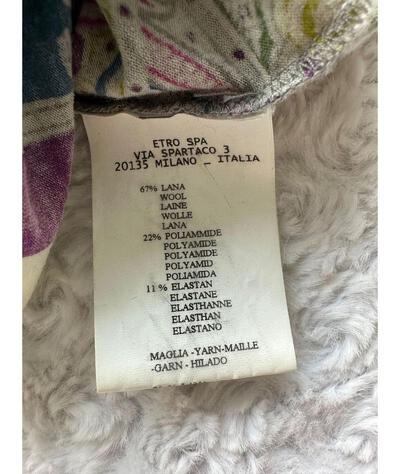 ETRO SPA
VIA SPARTACO 3
20135 MILANO – ITALIA
67% LANA
WOOL
LAINE
WOLLE
LANA
22% POLIAMMIDE
POLYAMIDE
POLYAMIDE
POLYAMID
POLIAMIDA
11% ELASTAN
ELASTANE
ELASTHANNE
ELASTHAN
ELASTANO
MAGLIA -YARN-MAILLE
-GARN - HILADO